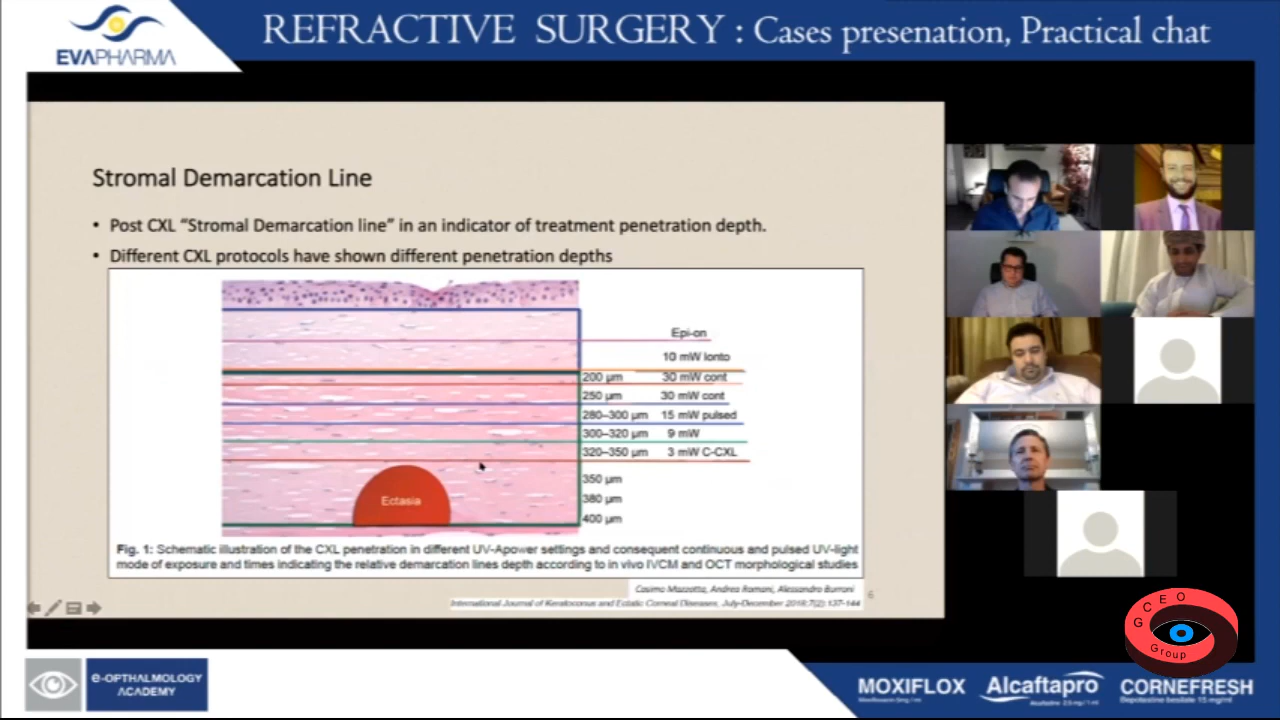 EVAPHARMA
REFRACTIVE SURGERY : Cases presenation, Practical chat
Stromal Demarcation Line
• Post CXL “Stromal Demarcation line” in an indicator of treatment penetration depth.
• Different CXL protocols have shown different penetration depths
Epi-on
10 mW Ionto
200 µm 30 mW cont
250 µm 30 mW cont
280–300 µm 15 mW pulsed
300–320 µm 9 mW
320–350 µm 3 mW C-CXL
350 µm
Ectasia
380 µm
400 µm
Fig. 1: Schematic illustration of the CXL penetration in different UV-Apower settings and consequent continuous and pulsed UV-light
mode of exposure and times indicating the relative demarcation lines depth according to in vivo IVCM and OCT morphological studies
Cosimo Mazzotta, Andrea Romani, Alessandro Burroni
International Journal of Keratoconus and Ectatic Corneal Diseases, July-December 2018;7(2):137-144
6
GCEO
Group
e-OPTHALMOLOGY
ACADEMY
MOXIFLOX
Alcaftapro
CORNEFRESH